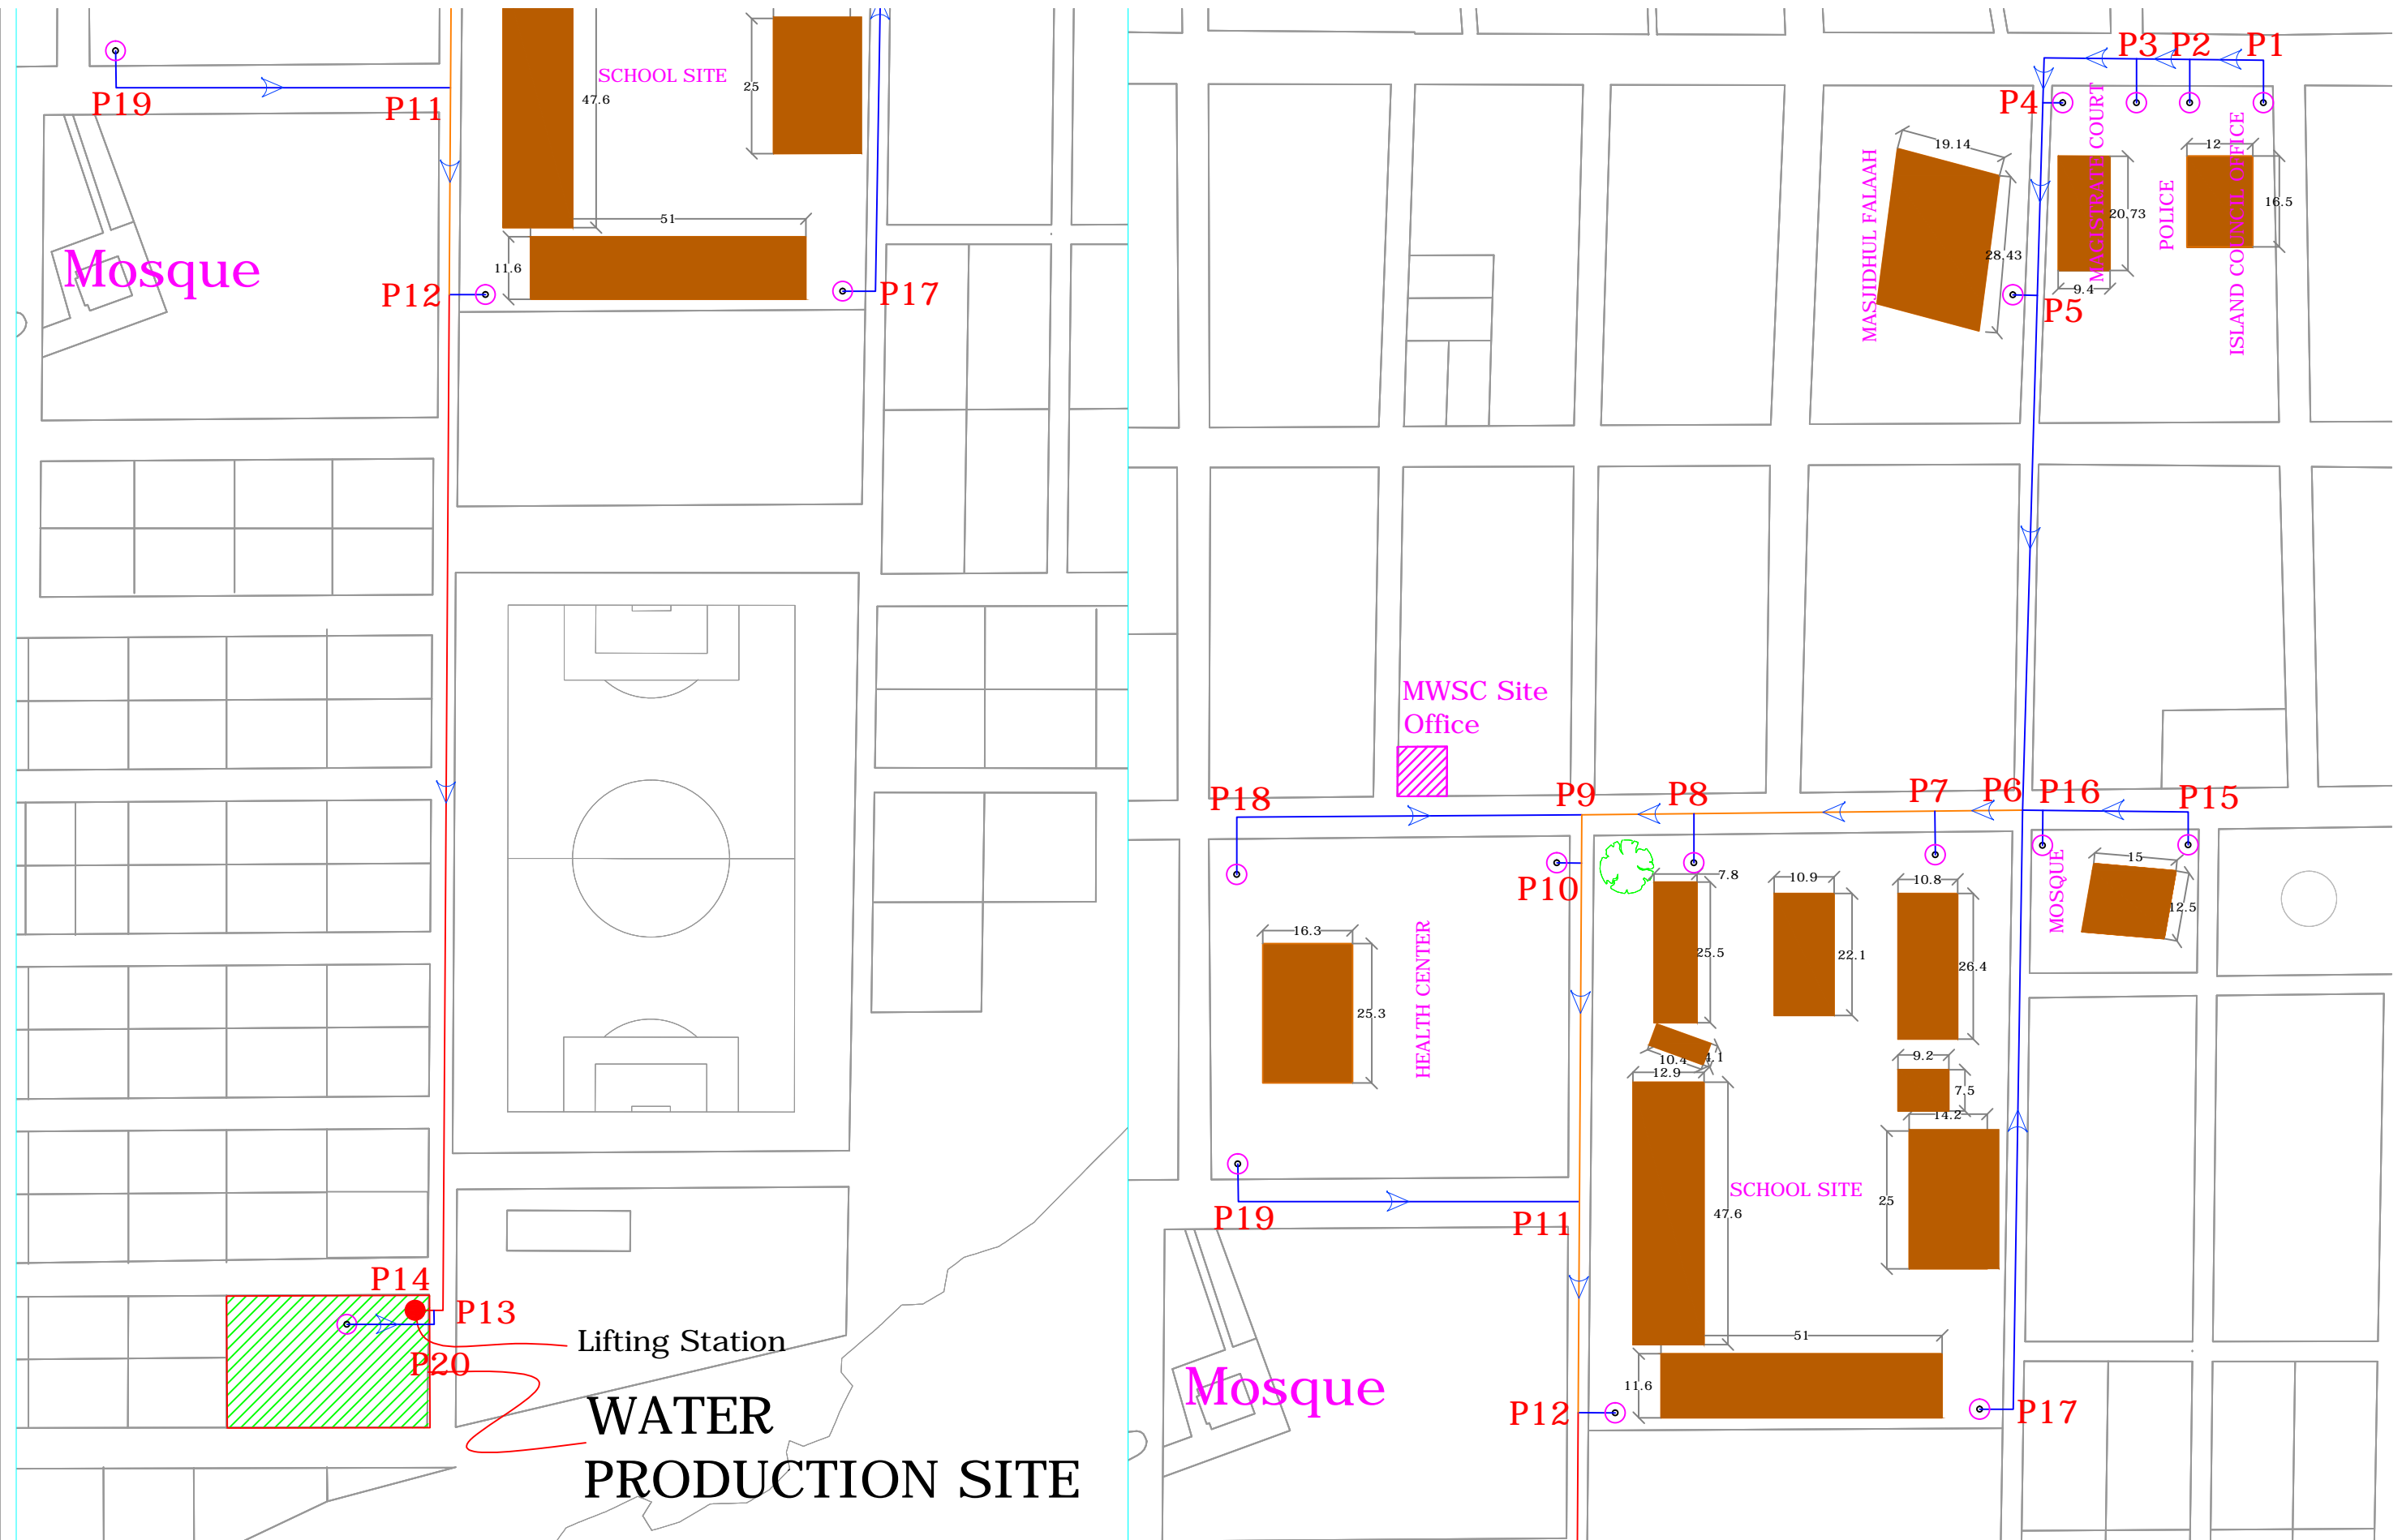 P19
P11
SCHOOL SITE
47.6
25
51
11.6
Mosque
P12
P17
P14
P13
Lifting Station
P20
WATER
PRODUCTION SITE
P3
P2
P1
P4
MASJIDHUL FALAAH
19.14
28.43
MAGISTRATE COURT
20.73
9.4
POLICE
12
16.5
ISLAND COUNCIL OFFICE
P5
MWSC Site
Office
P18
P9
P8
P7
P6
P16
P15
P10
7.8
10.9
10.8
MOSQUE
15
12.5
16.3
25.3
HEALTH CENTER
25.5
22.1
26.4
10.4
4.1
12.9
9.2
7.5
14.2
SCHOOL SITE
25
47.6
P19
P11
51
11.6
Mosque
P12
P17